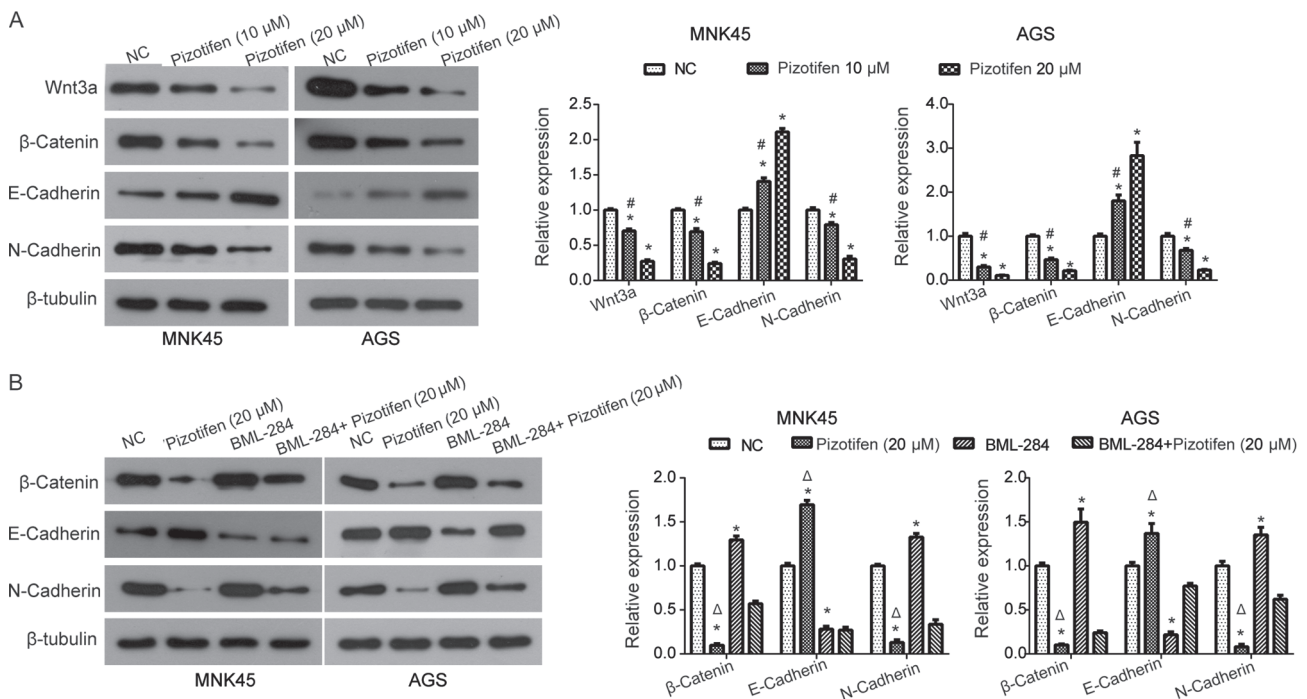 A
NC
Pizotifen (10 µM)
Pizotifen (20 µM)
NC
Pizotifen (10 µM)
Pizotifen (20 µM)
Wnt3a
β-Catenin
E-Cadherin
N-Cadherin
β-tubulin
MNK45
AGS
MNK45
AGS
NC
Pizotifen 10 µM
Pizotifen 20 µM
Relative expression
2.5
2.0
1.5
1.0
0.5
0.0
# * *
# * *
# * *
# * *
Wnt3a
β-Catenin
E-Cadherin
N-Cadherin
Relative expression
4.0
3.0
2.0
1.0
0.0
# * *
# * *
# * *
# * *
Wnt3a
β-Catenin
E-Cadherin
N-Cadherin
B
NC
Pizotifen (20 µM)
BML-284
BML-284+ Pizotifen (20 µM)
NC
Pizotifen (20 µM)
BML-284
BML-284+ Pizotifen (20 µM)
β-Catenin
E-Cadherin
N-Cadherin
β-tubulin
MNK45
AGS
MNK45
AGS
NC
Pizotifen (20 µM)
BML-284
BML-284+Pizotifen (20 µM)
Relative expression
2.0
1.5
1.0
0.5
0.0
Δ * *
Δ * *
Δ * *
β-Catenin
E-Cadherin
N-Cadherin
Relative expression
2.0
1.5
1.0
0.5
0.0
Δ * *
Δ * *
Δ * *
β-Catenin
E-Cadherin
N-Cadherin